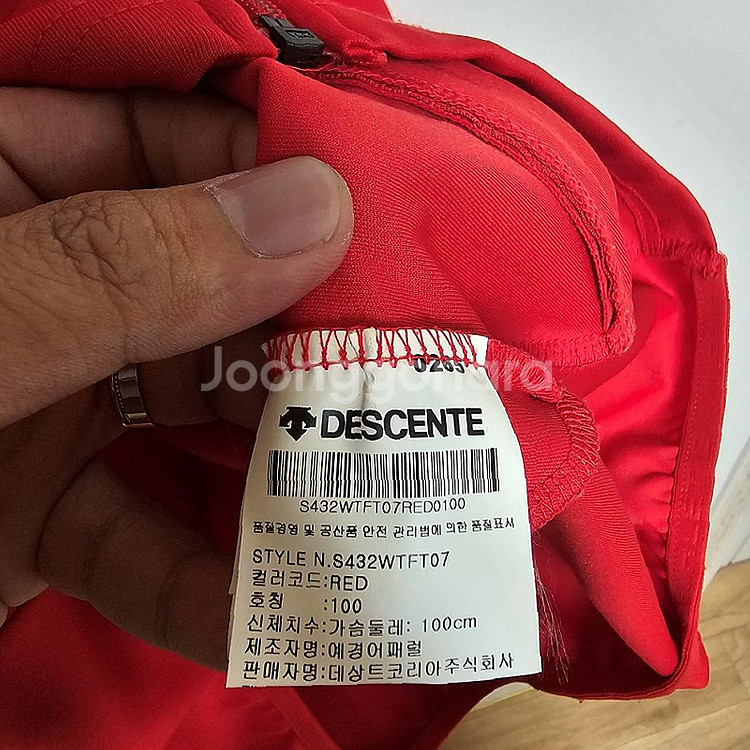 YKK
0265
Joonggonara
DESCENTE
S432WTFT07RED0100
품질경영 및 공산품 안전 관리법에 의한 품질표시
STYLE N.S432WTFT07
컬러코드:RED
호칭 :100
신체치수:가슴둘레: 100cm
제조자명:예경어패럴
판매자명:데상트코리아주식회사